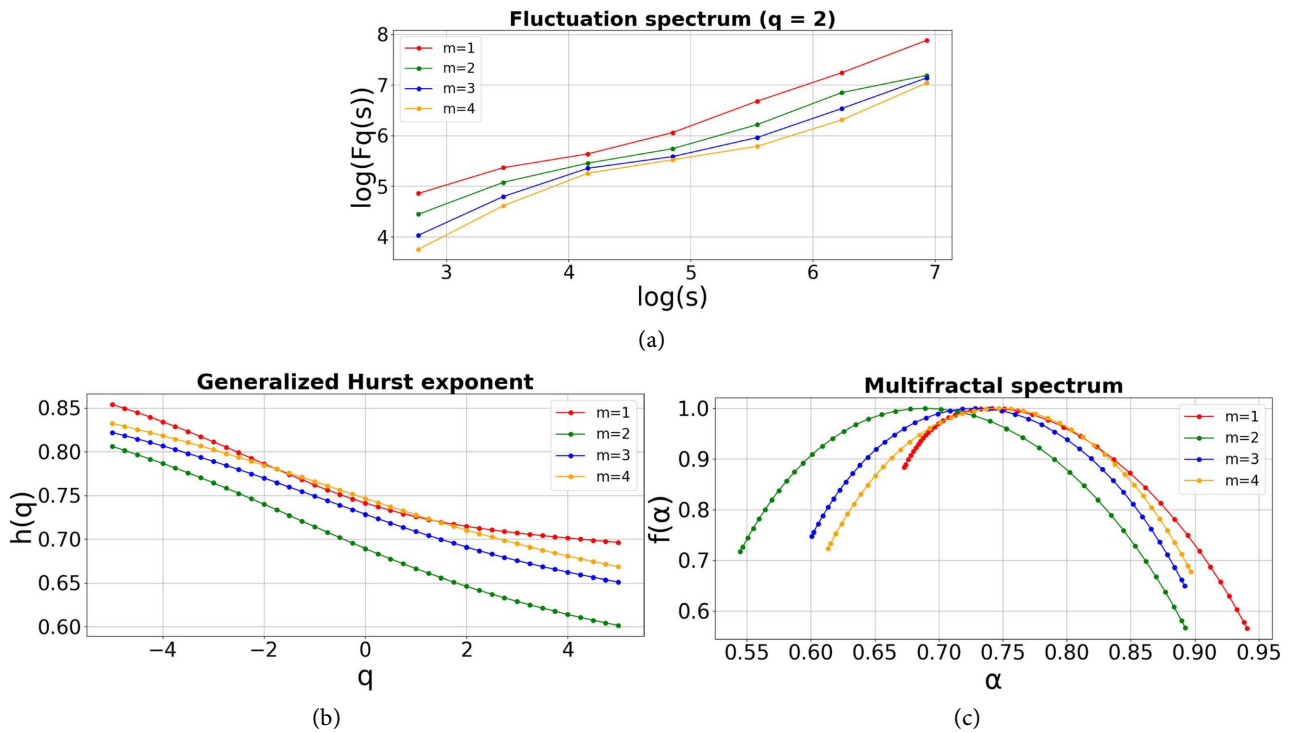 Fluctuation spectrum (q = 2)
8
7
6
5
4
log(Fq(s))
m=1
m=2
m=3
m=4
3 4 5 6 7
log(s)
(a)
Generalized Hurst exponent
0.85
0.80
0.75
0.70
0.65
0.60
h(q)
m=1
m=2
m=3
m=4
−4 −2 0 2 4
q
(b)
Multifractal spectrum
1.0
0.9
0.8
0.7
0.6
f(α)
m=1
m=2
m=3
m=4
0.55 0.60 0.65 0.70 0.75 0.80 0.85 0.90 0.95
α
(c)